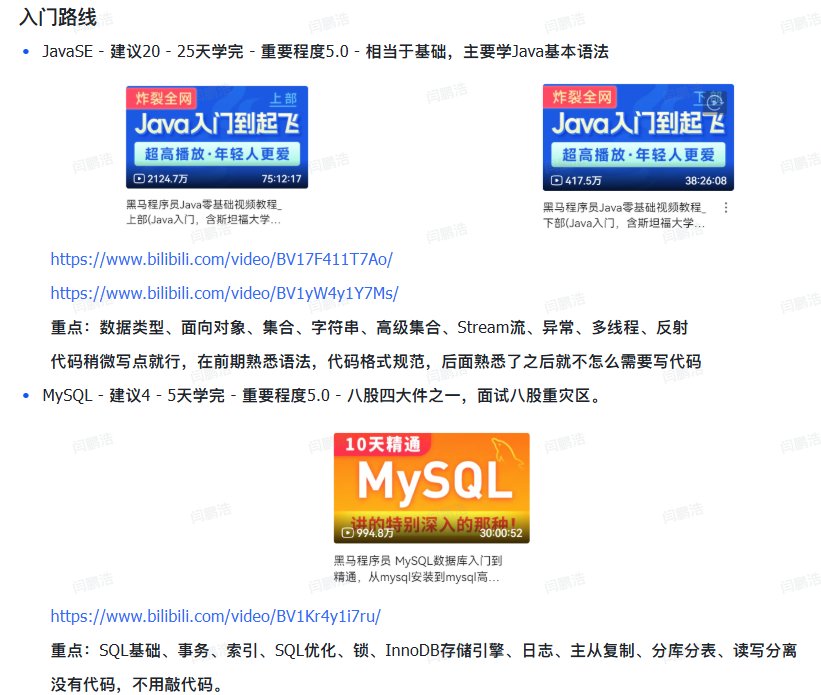 入门路线
JavaSE - 建议20 - 25天学完 - 重要程度5.0 - 相当于基础，主要学Java基本语法
炸裂全网 上部
Java入门到起飞
超高播放·年轻人更爱
2124.7万 75:12:17
黑马程序员Java零基础视频教程_
上部(Java入门，含斯坦福大学...
炸裂全网 下部
Java入门到起飞
超高播放·年轻人更爱
417.5万 38:26:08
黑马程序员Java零基础视频教程_
下部(Java入门，含斯坦福大学...
https://www.bilibili.com/video/BV17F411T7Ao/
https://www.bilibili.com/video/BV1yW4y1Y7Ms/
重点：数据类型、面向对象、集合、字符串、高级集合、Stream流、异常、多线程、反射
代码稍微写点就行，在前期熟悉语法，代码格式规范，后面熟悉了之后就不怎么需要写代码
MySQL - 建议4 - 5天学完 - 重要程度5.0 - 八股四大件之一，面试八股重灾区。
10天精通
MySQL
讲的特别深入的那种！
994.8万 30:00:52
黑马程序员 MySQL数据库入门到
精通，从mysql安装到mysql高...
https://www.bilibili.com/video/BV1Kr4y1i7ru/
重点：SQL基础、事务、索引、SQL优化、锁、InnoDB存储引擎、日志、主从复制、分库分表、读写分离
没有代码，不用敲代码。
闫鹏浩